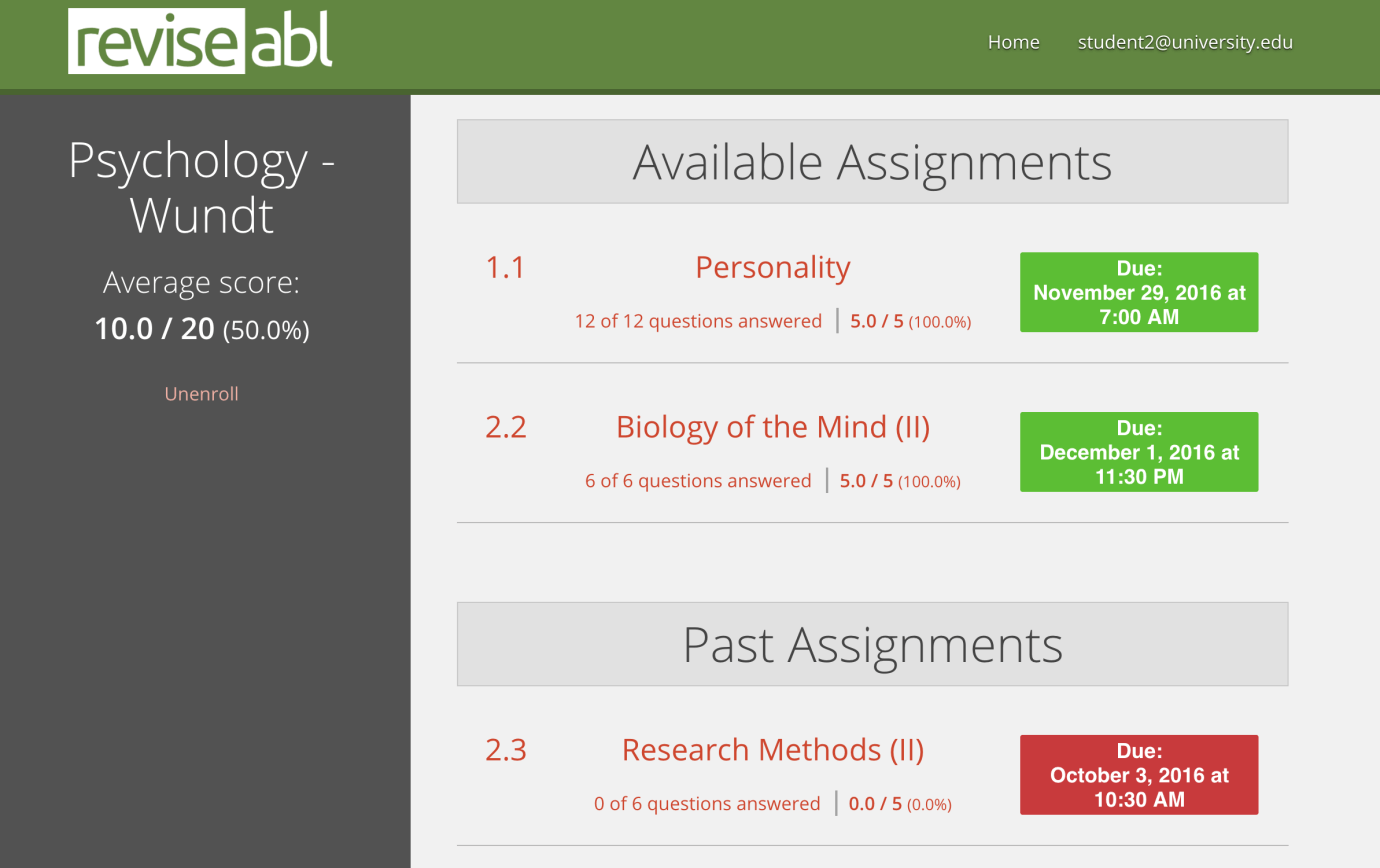 reviseabl
Home student2@university.edu
Psychology -
Wundt
Average score:
10.0 / 20 (50.0%)
Unenroll
Available Assignments
1.1 Personality
12 of 12 questions answered | 5.0 / 5 (100.0%)
Due:
November 29, 2016 at
7:00 AM
2.2 Biology of the Mind (II)
6 of 6 questions answered | 5.0 / 5 (100.0%)
Due:
December 1, 2016 at
11:30 PM
Past Assignments
2.3 Research Methods (II)
0 of 6 questions answered | 0.0 / 5 (0.0%)
Due:
October 3, 2016 at
10:30 AM